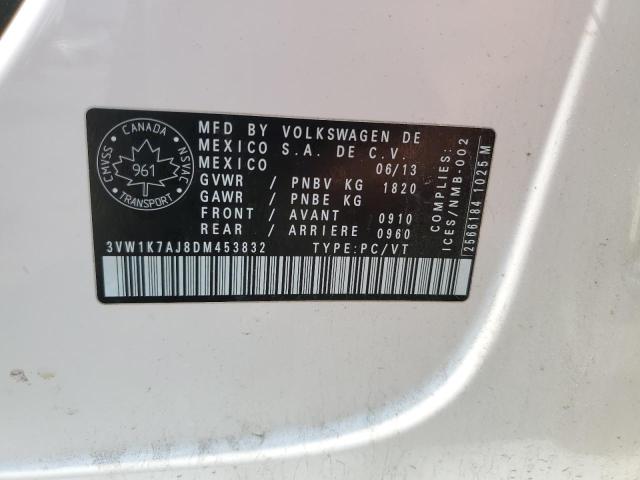 CANADA
CMVSS
NSVAC
961
TRANSPORT
MFD BY VOLKSWAGEN DE
MEXICO S.A. DE C.V.
MEXICO 06/13
GVWR / PNBV KG 1820
GAWR / PNBE KG
FRONT / AVANT 0910
REAR / ARRIERE 0960
3VW1K7AJ8DM453832 TYPE:PC/VT
COMPLIES:
ICES/NMB-002
2566184 1025 M